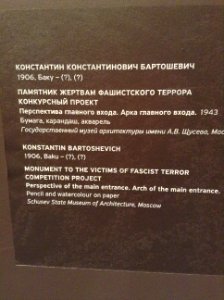 КОНСТАНТИН КОНСТАНТИНОВИЧ БАРТОШЕВИЧ
1906, Баку – (?), (?)
ПАМЯТНИК ЖЕРТВАМ ФАШИСТСКОГО ТЕРРОРА
КОНКУРСНЫЙ ПРОЕКТ
Перспектива главного входа. Арка главного входа. 1943
Бумага, карандаш, акварель
Государственный музей архитектуры имени А.В. Щусева, Мос
KONSTANTIN BARTOSHEVICH
1906, Baku – (?), (?)
MONUMENT TO THE VICTIMS OF FASCIST TERROR
COMPETITION PROJECT
Perspective of the main entrance. Arch of the main entrance.
Pencil and watercolour on paper
Schusev State Museum of Architecture, Moscow